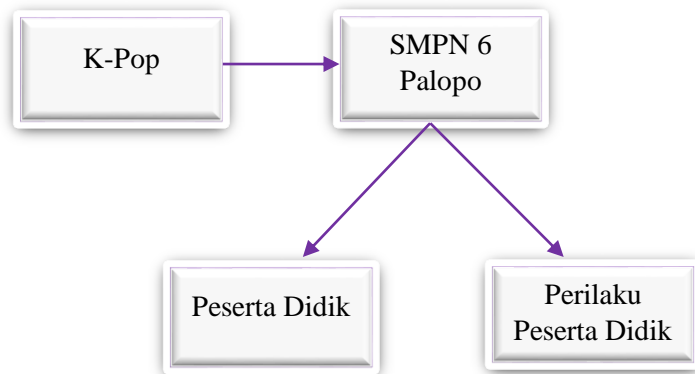 K-Pop
SMPN 6
Palopo
Peserta Didik
Perilaku
Peserta Didik